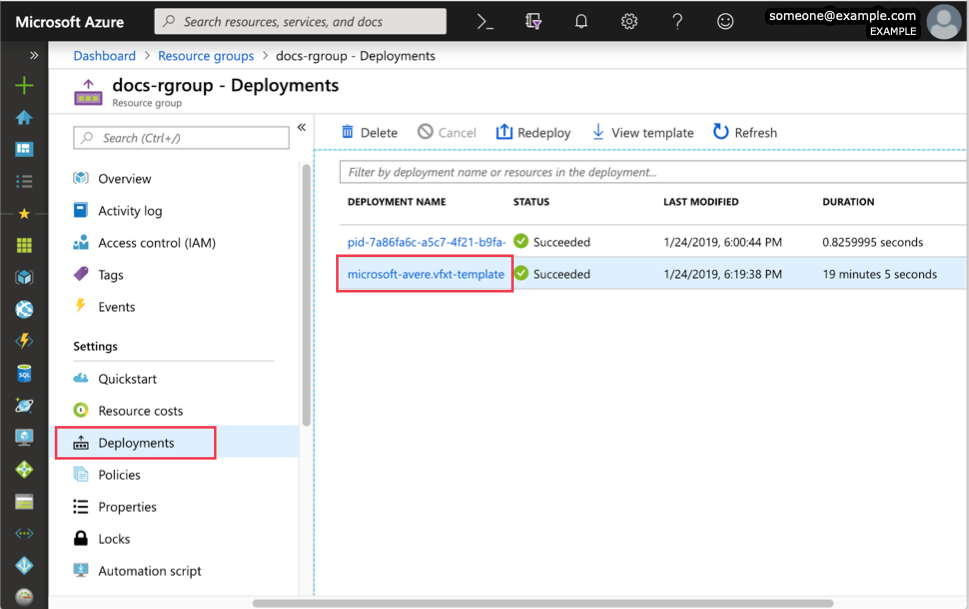 Microsoft Azure
Search resources, services, and docs
someone@example.com
EXAMPLE
Dashboard > Resource groups > docs-rgroup - Deployments
docs-rgroup - Deployments
Resource group
Search (Ctrl+/)
Overview
Activity log
Access control (IAM)
Tags
Events
Settings
Quickstart
Resource costs
Deployments
Policies
Properties
Locks
Automation script
Delete Cancel Redeploy View template Refresh
Filter by deployment name or resources in the deployment...
DEPLOYMENT NAME STATUS LAST MODIFIED DURATION
pid-7a86fa6c-a5c7-4f21-b9fa- Succeeded 1/24/2019, 6:00:44 PM 0.8259995 seconds
microsoft-avere.vfxt-template Succeeded 1/24/2019, 6:19:38 PM 19 minutes 5 seconds
SQL